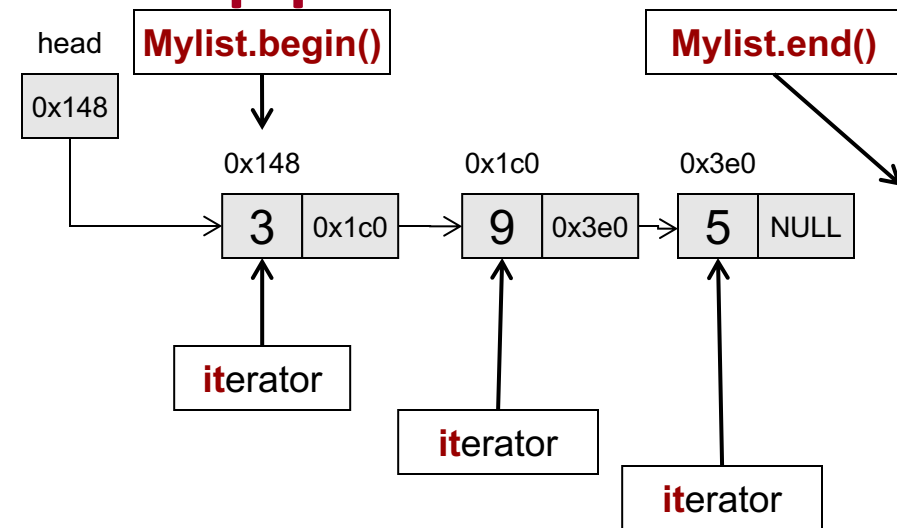 head
Mylist.begin()
Mylist.end()
0x148
0x148
0x1c0
0x3e0
3
0x1c0
9
0x3e0
5
NULL
iterator
iterator
iterator